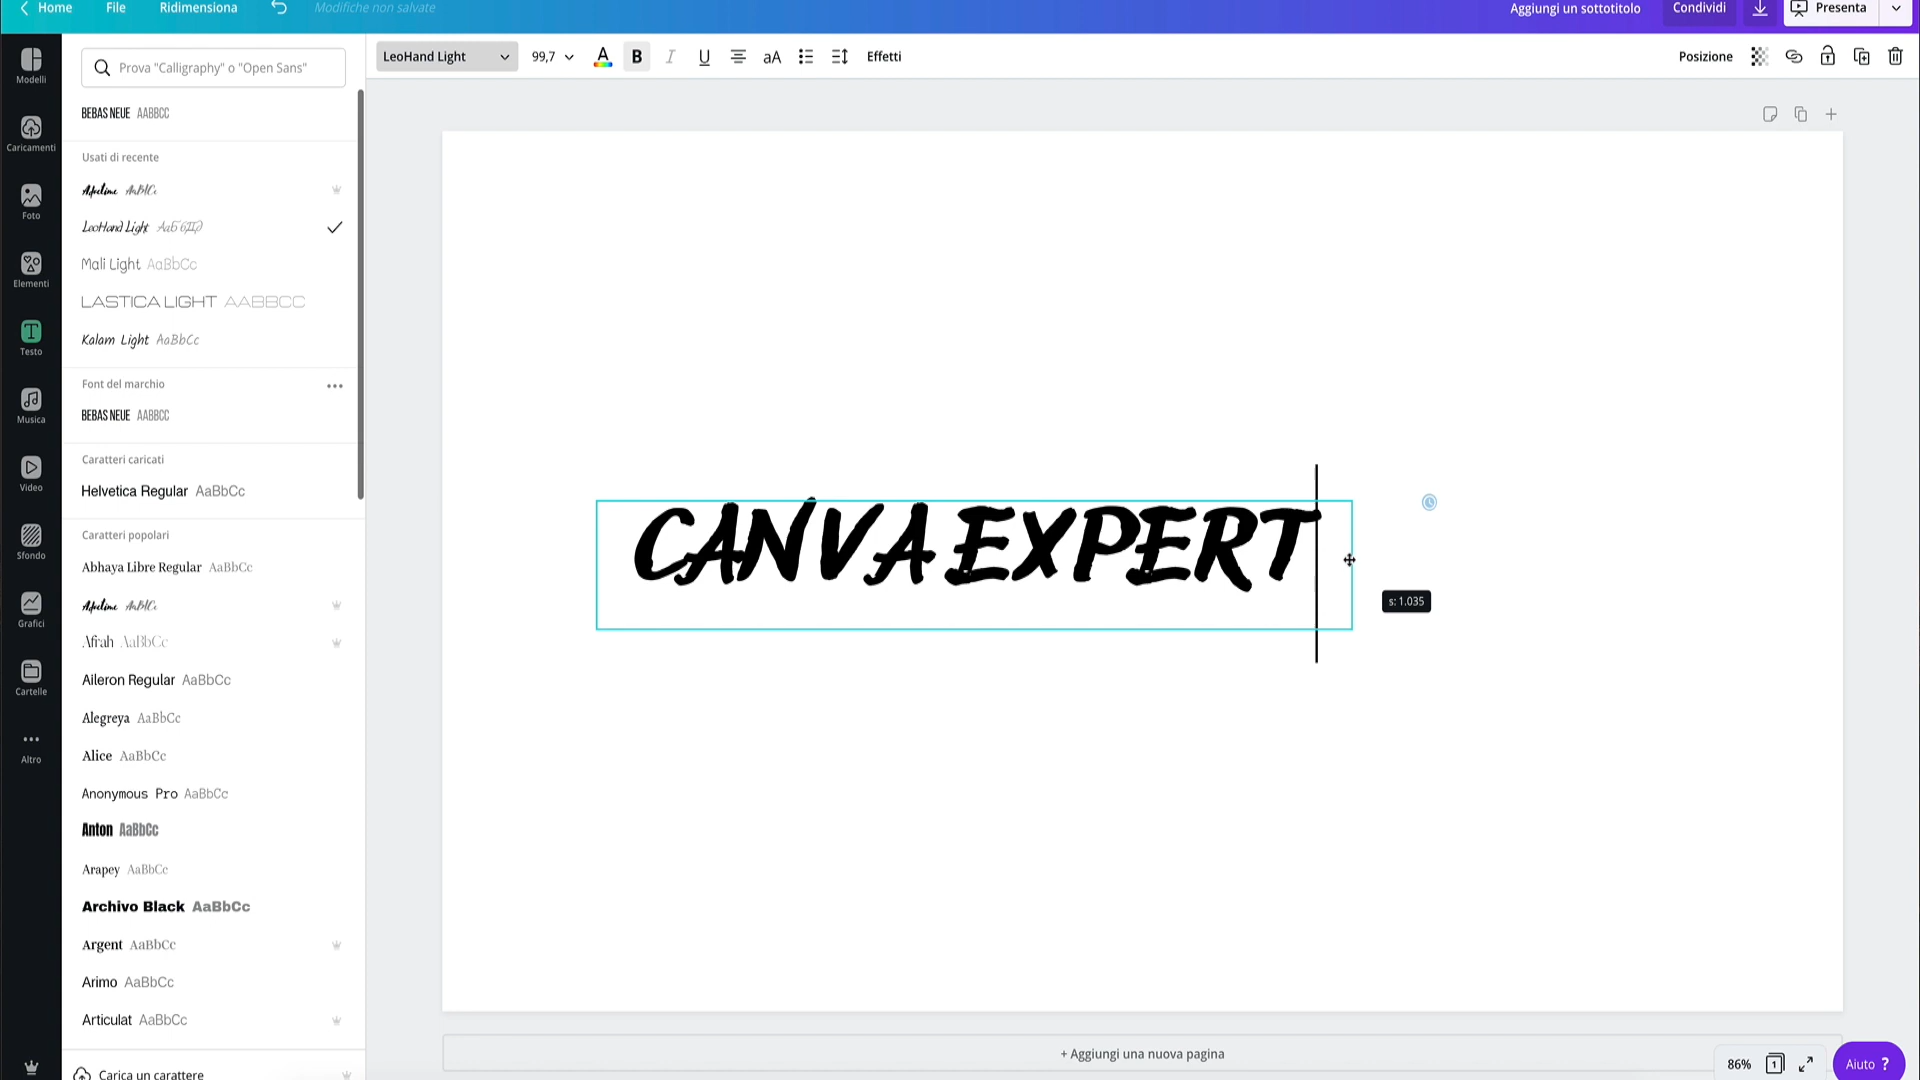 Home File Ridimensiona Modifiche non salvate Aggiungi un sottotitolo Condividi Presenta
LeoHand Light 99,7 A B I U aA Effetti Posizione
Prova "Calligraphy" o "Open Sans"
BEBAS NEUE AABBCC
Usati di recente
LeoHand Light
Mali Light AaBbCc
LASTICA LIGHT AABBCC
Kalam Light AaBbCc
Font del marchio
BEBAS NEUE AABBCC
Caratteri caricati
Helvetica Regular AaBbCc
Caratteri popolari
Abhaya Libre Regular AaBbCc
Afrah AaBbCc
Aileron Regular AaBbCc
Alegreya AaBbCc
Alice AaBbCc
Anonymous Pro AaBbCc
Anton AaBbCc
Arapey AaBbCc
Archivo Black AaBbCc
Argent AaBbCc
Arimo AaBbCc
Articulat AaBbCc
Carica un carattere
Modelli
Caricamenti
Foto
Elementi
Testo
Musica
Video
Sfondo
Grafici
Cartelle
Altro
CANVA EXPERT
s: 1.035
+ Aggiungi una nuova pagina
86% 1 Aiuto ?